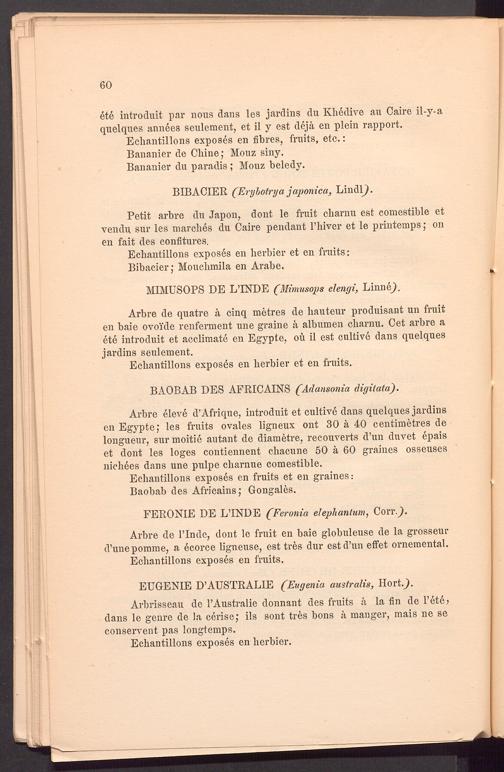 60
été introduit par nous dans les jardins du Khédive au Caire il-y-a
quelques années seulement, et il y est déjà en plein rapport.
Echantillons exposés en fibres, fruits, etc.:
Bananier de Chine; Mouz siny.
Bananier du paradis; Mouz beledy.
BIBACIER (Erybotrya japonica, Lindl).
Petit arbre du Japon, dont le fruit charnu est comestible et
vendu sur les marchés du Caire pendant l'hiver et le printemps; on
en fait des confitures.
Echantillons exposés en herbier et en fruits:
Bibacier; Mouchmila en Arabe.
MIMUSOPS DE L'INDE (Mimusops elengi, Linné).
Arbre de quatre à cinq mètres de hauteur produisant un fruit
en baie ovoïde renferment une graine à albumen charnu. Cet arbre a
été introduit et acclimaté en Egypte, où il est cultivé dans quelques
jardins seulement.
Echantillons exposés en herbier et en fruits.
BAOBAB DES AFRICAINS (Adansonia digitata).
Arbre élevé d'Afrique, introduit et cultivé dans quelques jardins
en Egypte; les fruits ovales ligneux ont 30 à 40 centimètres de
longueur, sur moitié autant de diamètre, recouverts d'un duvet épais
et dont les loges contiennent chacune 50 à 60 graines osseuses
nichées dans une pulpe charnue comestible.
Echantillons exposés en fruits et en graines:
Baobab des Africains; Gongalès.
FERONIE DE L'INDE (Feronia elephantum, Corr.).
Arbre de l'Inde, dont le fruit en baie globuleuse de la grosseur
d'une pomme, a écorce ligneuse, est très dur est d'un effet ornemental.
Echantillons exposés en fruits.
EUGENIE D'AUSTRALIE (Eugenia australis, Hort.).
Arbrisseau de l'Australie donnant des fruits à la fin de l'été,
dans le genre de la cérise; ils sont très bons à manger, mais ne se
conservent pas longtemps.
Echantillons exposés en herbier.